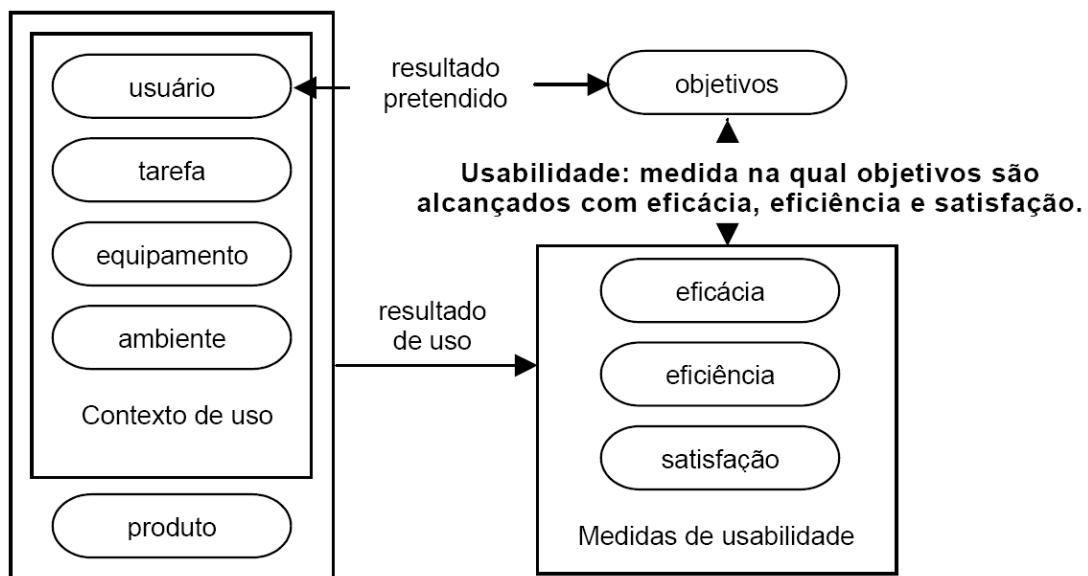 usuário
tarefa
equipamento
ambiente
Contexto de uso
produto
resultado
pretendido
objetivos
Usabilidade: medida na qual objetivos são
alcançados com eficácia, eficiência e satisfação.
resultado
de uso
eficácia
eficiência
satisfação
Medidas de usabilidade